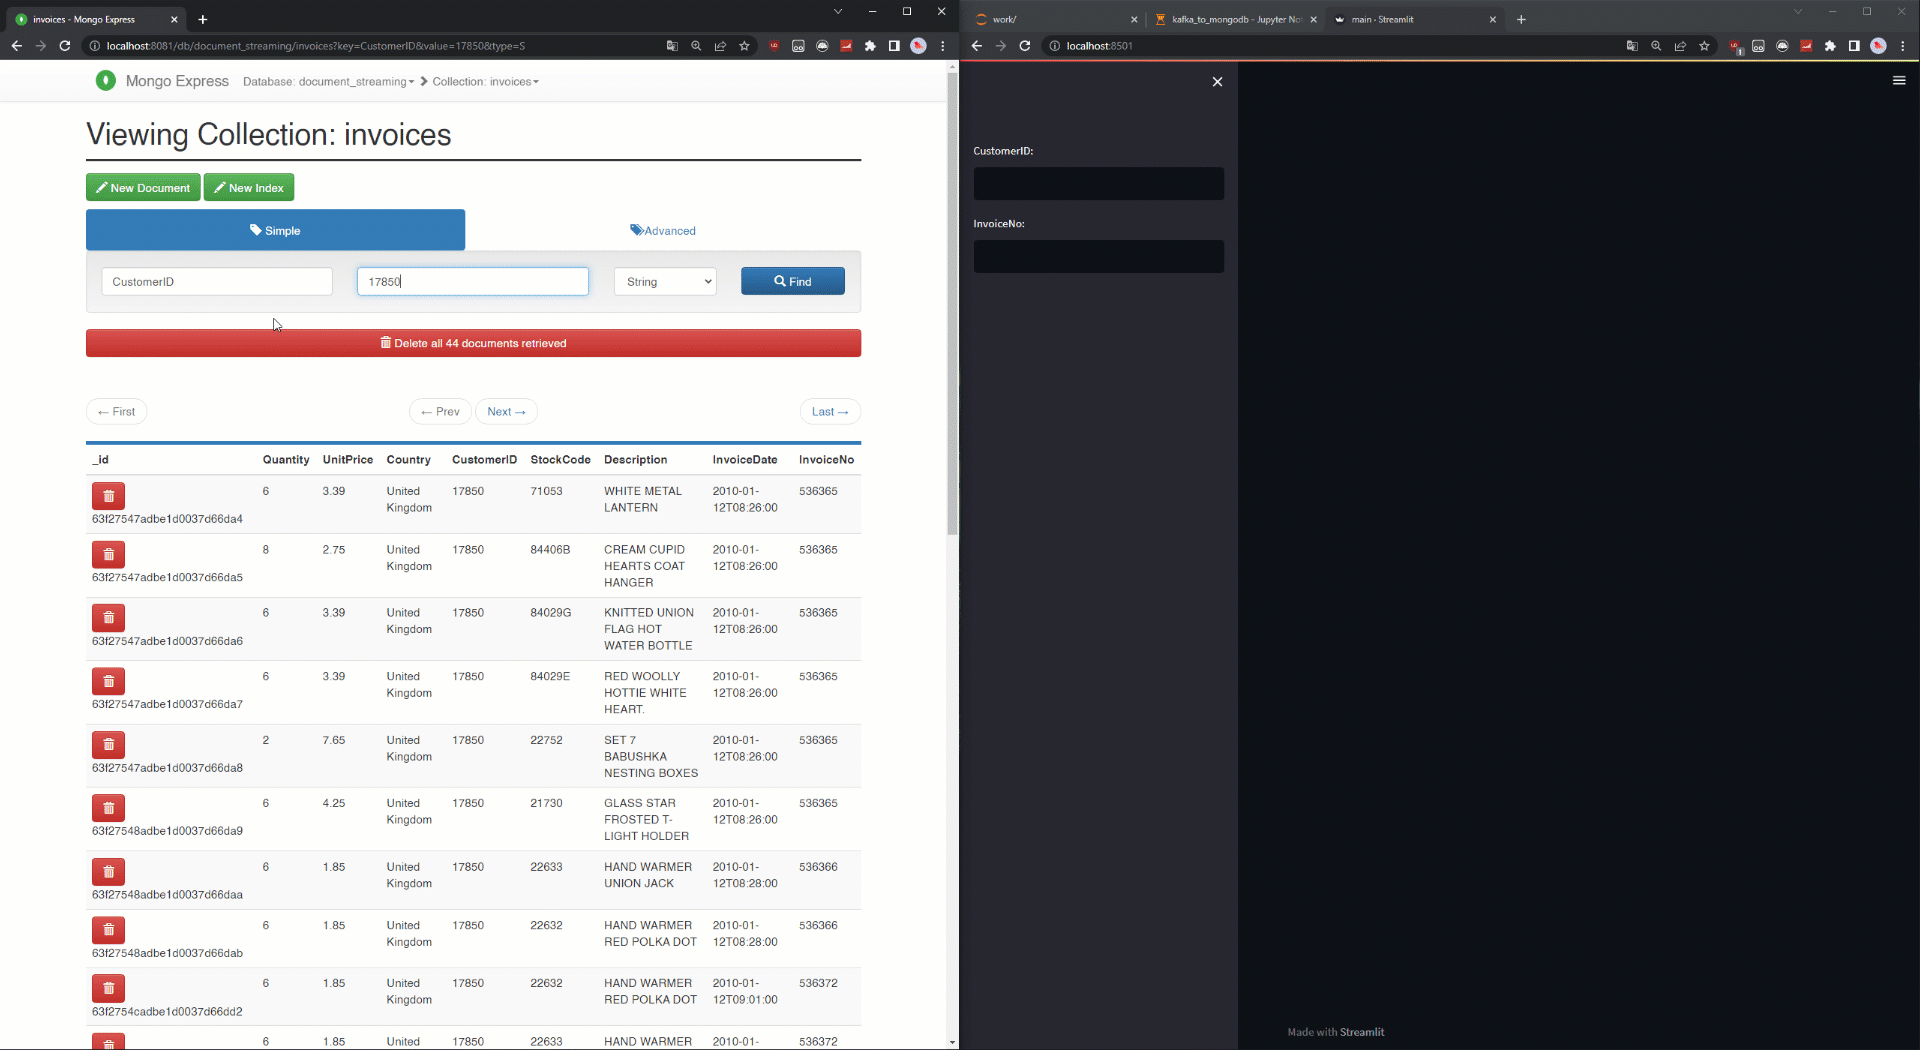 invoices - Mongo Express
localhost:8081/db/document_streaming/invoices?key=CustomerID&value=17850&type=S
Mongo Express Database: document_streaming Collection: invoices
Viewing Collection: invoices
New Document New Index
Simple Advanced
CustomerID 17850 String Find
Delete all 44 documents retrieved
← First ← Prev Next → Last →
_id Quantity UnitPrice Country CustomerID StockCode Description InvoiceDate InvoiceNo
6 3.39 United 17850 71053 WHITE METAL 2010-01- 536365
Kingdom LANTERN 12T08:26:00
63f27547adbe1d0037d66da4
8 2.75 United 17850 84406B CREAM CUPID 2010-01- 536365
Kingdom HEARTS COAT 12T08:26:00
63f27547adbe1d0037d66da5 HANGER
6 3.39 United 17850 84029G KNITTED UNION 2010-01- 536365
Kingdom FLAG HOT 12T08:26:00
63f27547adbe1d0037d66da6 WATER BOTTLE
6 3.39 United 17850 84029E RED WOOLLY 2010-01- 536365
Kingdom HOTTIE WHITE 12T08:26:00
63f27547adbe1d0037d66da7 HEART.
2 7.65 United 17850 22752 SET 7 2010-01- 536365
Kingdom BABUSHKA 12T08:26:00
63f27547adbe1d0037d66da8 NESTING BOXES
6 4.25 United 17850 21730 GLASS STAR 2010-01- 536365
Kingdom FROSTED T- 12T08:26:00
63f27548adbe1d0037d66da9 LIGHT HOLDER
6 1.85 United 17850 22633 HAND WARMER 2010-01- 536366
Kingdom UNION JACK 12T08:28:00
63f27548adbe1d0037d66daa
6 1.85 United 17850 22632 HAND WARMER 2010-01- 536366
Kingdom RED POLKA DOT 12T08:28:00
63f27548adbe1d0037d66dab
6 1.85 United 17850 22632 HAND WARMER 2010-01- 536372
Kingdom RED POLKA DOT 12T09:01:00
63f2754cadbe1d0037d66dd2
6 1.85 United 17850 22633 HAND WARMER 2010-01- 536372
work/ kafka_to_mongodb - Jupyter Not main · Streamlit
localhost:8501
CustomerID:
InvoiceNo:
Made with Streamlit